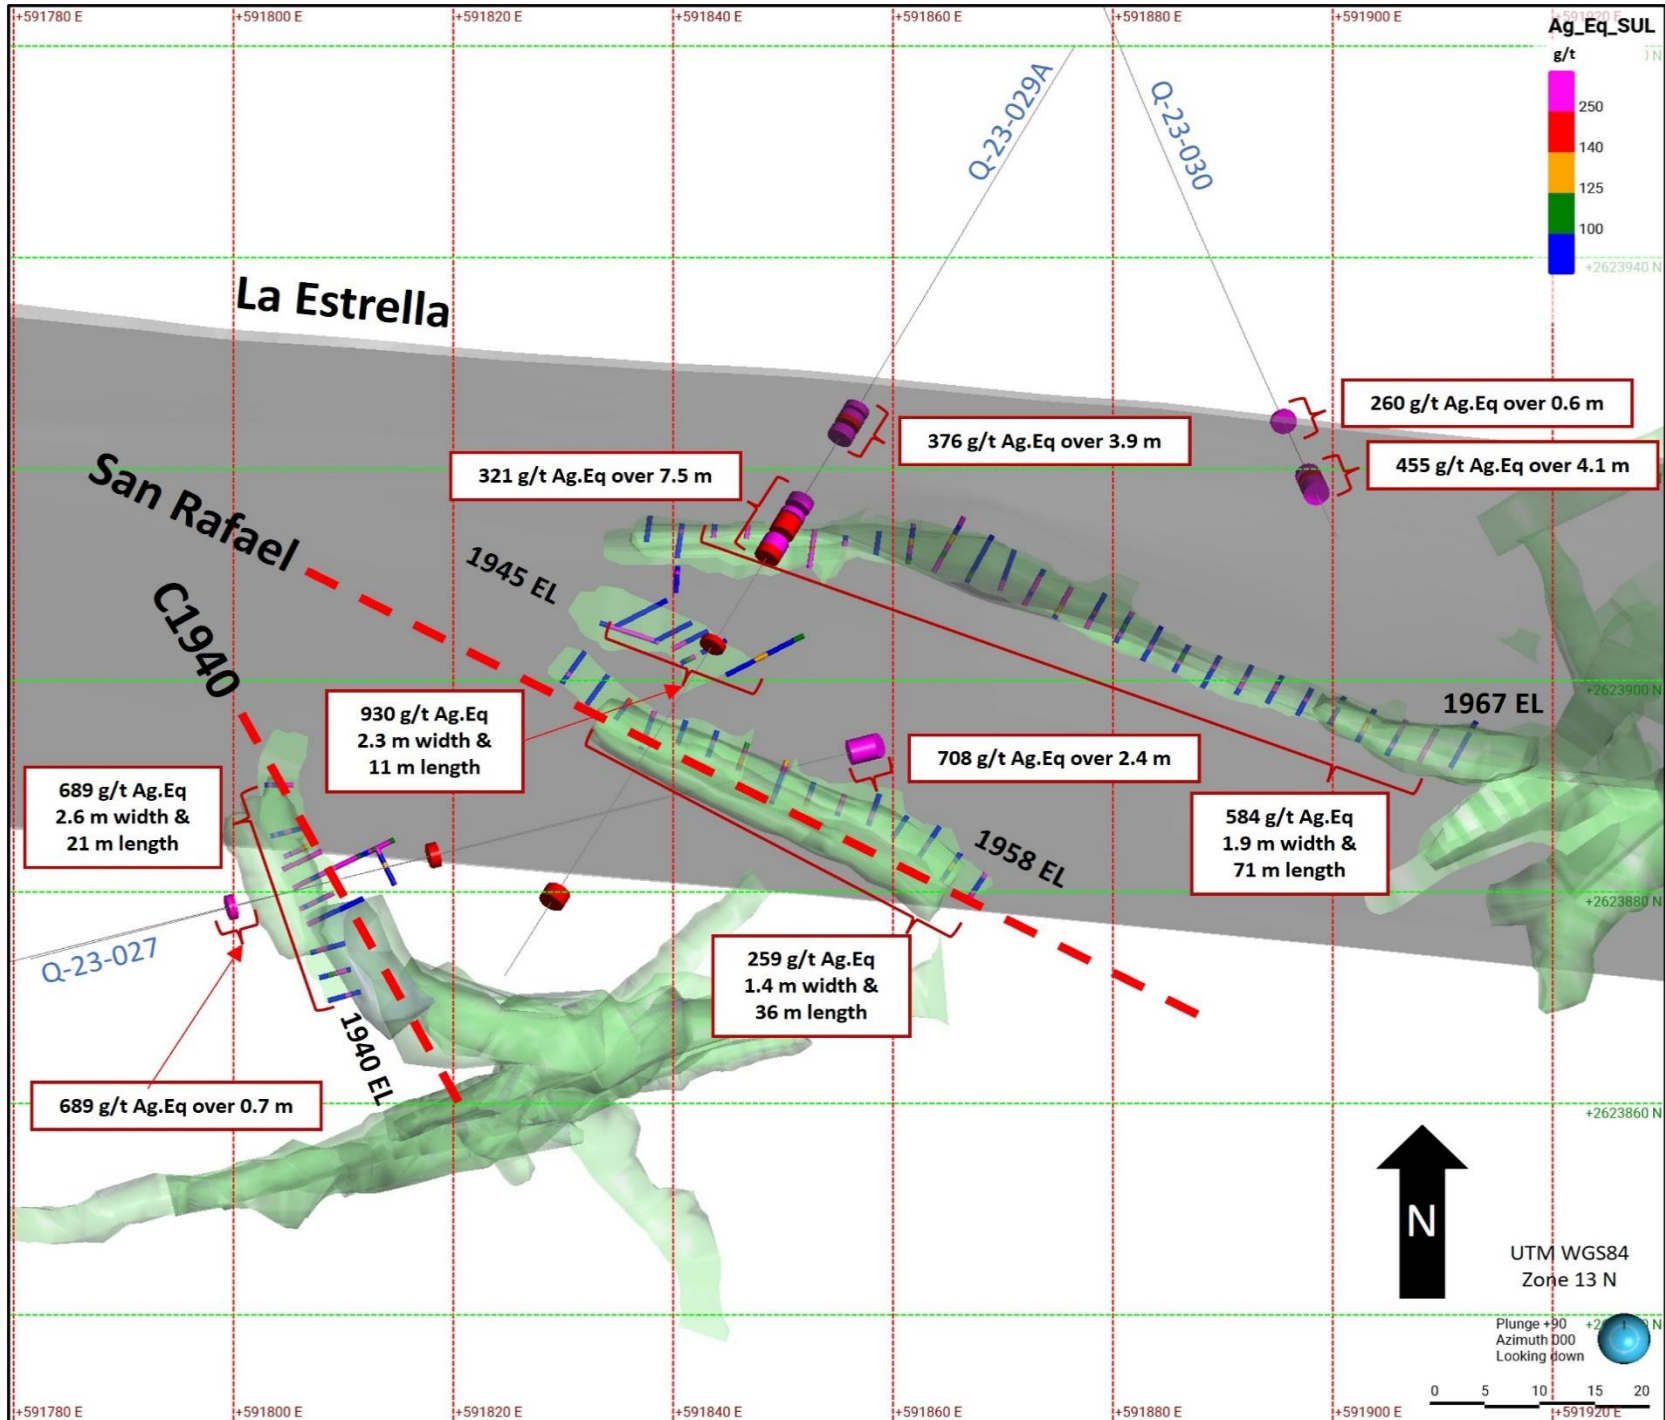 +591780 E
+591800 E
+591820 E
+591840 E
+591860 E
+591880 E
+591900 E
+591920 E
Ag_Eq_SUL
g/t
250
140
125
100
N
+2623940 N
Q-23-029A
Q-23-030
La Estrella
260 g/t Ag.Eq over 0.6 m
376 g/t Ag.Eq over 3.9 m
455 g/t Ag.Eq over 4.1 m
321 g/t Ag.Eq over 7.5 m
San Rafael
1945 EL
C1940
+2623900 N
1967 EL
930 g/t Ag.Eq
2.3 m width &
11 m length
708 g/t Ag.Eq over 2.4 m
689 g/t Ag.Eq
2.6 m width &
21 m length
584 g/t Ag.Eq
1.9 m width &
71 m length
1958 EL
+2623880 N
Q-23-027
259 g/t Ag.Eq
1.4 m width &
36 m length
1940 EL
689 g/t Ag.Eq over 0.7 m
+2623860 N
N
UTM WGS84
Zone 13 N
Plunge +90
Azimuth 000
Looking down
0 5 10 15 20
+591780 E
+591800 E
+591820 E
+591840 E
+591860 E
+591880 E
+591900 E
+591920 E